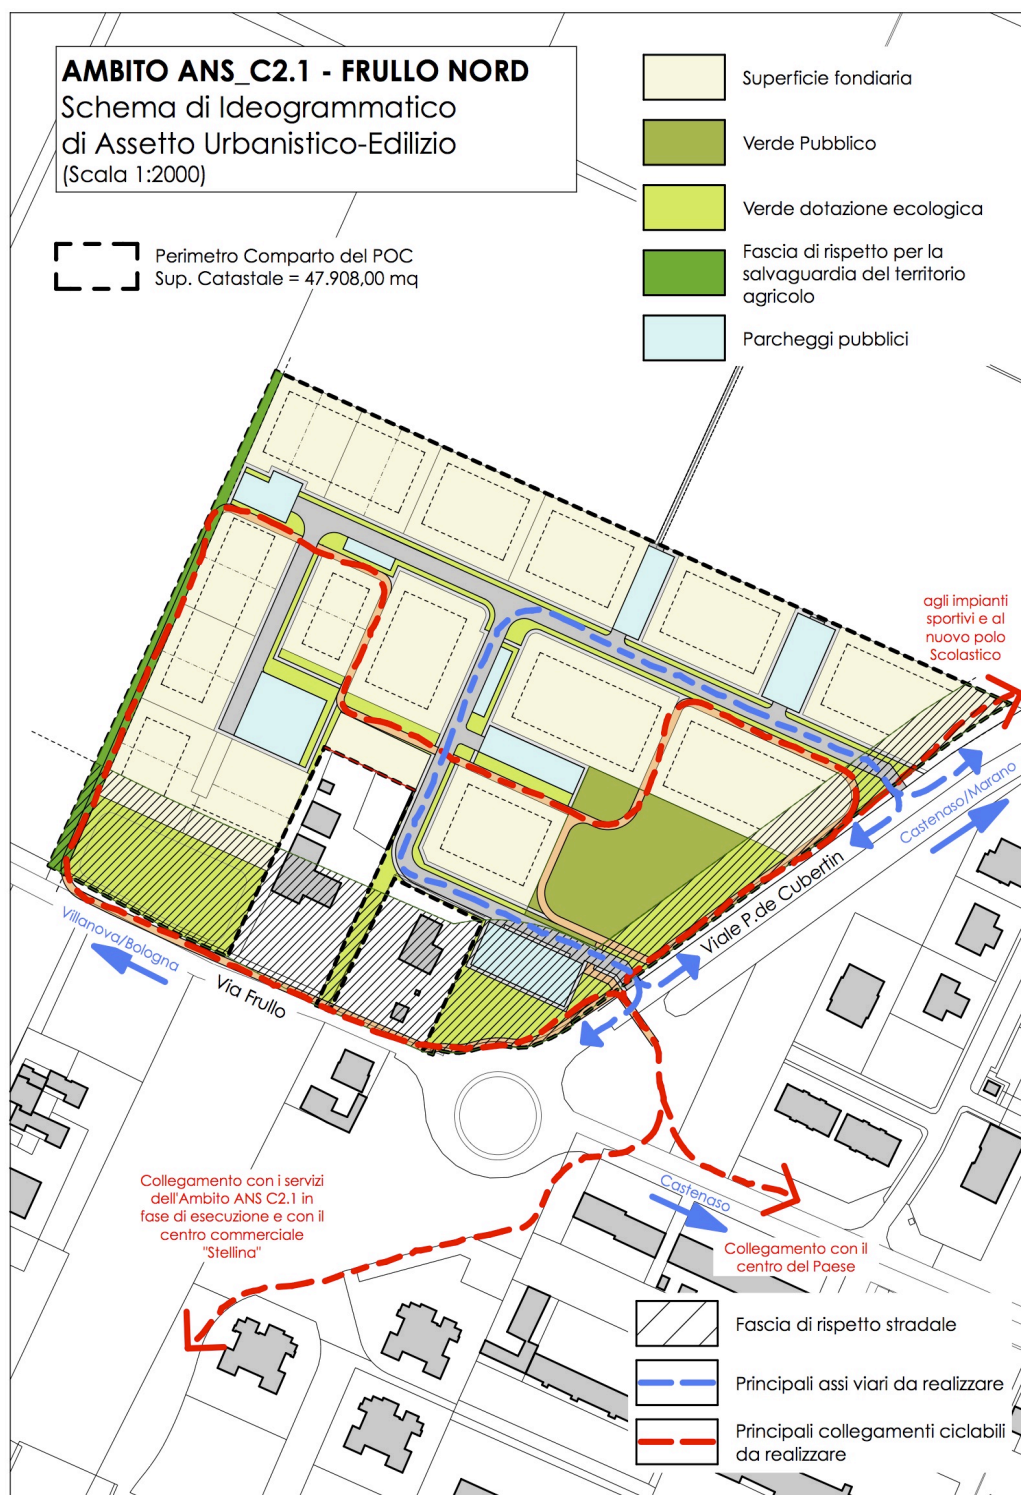 AMBITO ANS_C2.1 - FRULLO NORD
Schema di Ideogrammatico
di Assetto Urbanistico-Edilizio
(Scala 1:2000)
Perimetro Comparto del POC
Sup. Catastale = 47.908,00 mq
Superficie fondiaria
Verde Pubblico
Verde dotazione ecologica
Fascia di rispetto per la
salvaguardia del territorio
agricolo
Parcheggi pubblici
agli impianti
sportivi e al
nuovo polo
Scolastico
Castenaso/Marano
Viale P.de Cubertin
Villanova/Bologna
Via Frullo
Collegamento con i servizi
dell'Ambito ANS C2.1 in
fase di esecuzione e con il
centro commerciale
"Stellina"
Castenaso
Collegamento con il
centro del Paese
Fascia di rispetto stradale
Principali assi viari da realizzare
Principali collegamenti ciclabili
da realizzare